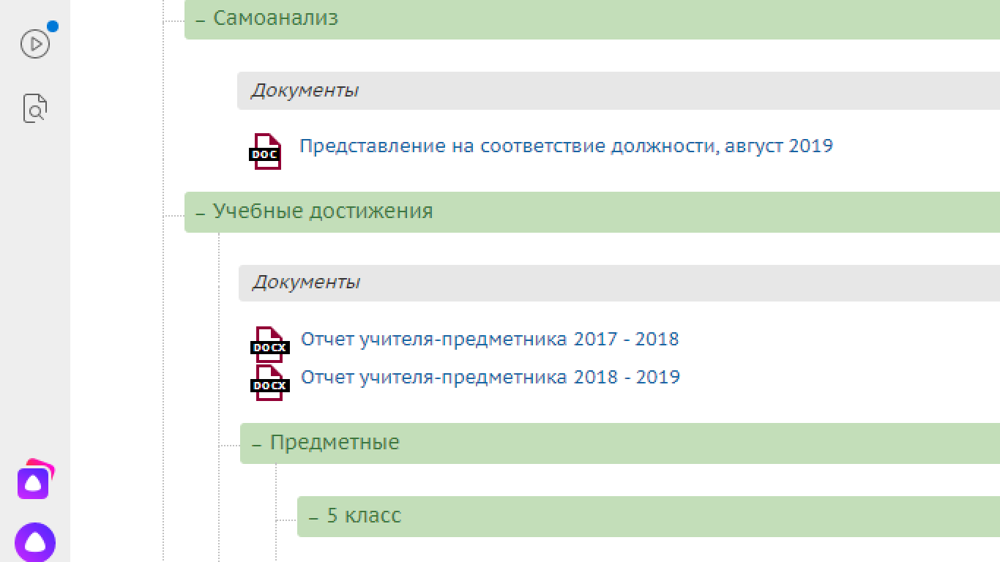 – Самоанализ
Документы
DOC Представление на соответствие должности, август 2019
– Учебные достижения
Документы
DOCX Отчет учителя-предметника 2017 - 2018
DOCX Отчет учителя-предметника 2018 - 2019
– Предметные
– 5 класс